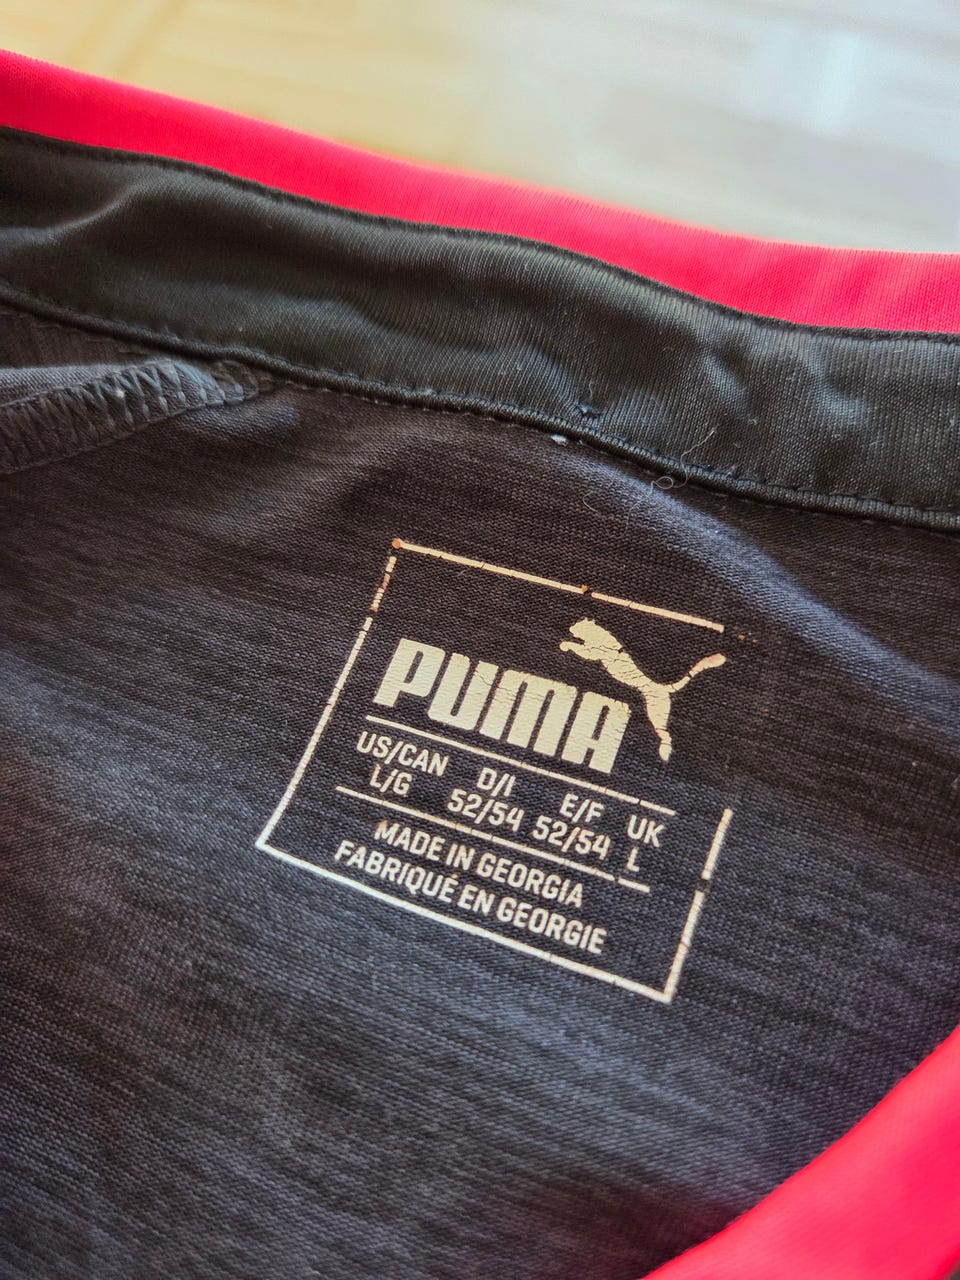 PUMA
US/CAN D/I E/F UK
L/G 52/54 52/54 L
MADE IN GEORGIA
FABRIQUÉ EN GEORGIE